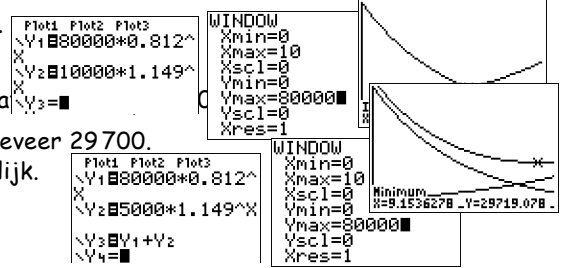 Plot1 Plot2 Plot3
\Y1=80000*0.812^
X
\Y2=10000*1.149^
X
\Y3=
WINDOW
Xmin=0
Xmax=10
Xscl=0
Ymin=0
Ymax=80000
Yscl=0
Xres=1
eveer 29 700.
ijk.
Plot1 Plot2 Plot3
\Y1=80000*0.812^
X
\Y2=5000*1.149^X
\Y3=Y1+Y2
\Y4=
WINDOW
Xmin=0
Xmax=10
Xscl=0
Ymin=0
Ymax=80000
Yscl=0
Xres=1
Minimum
X=9.1536278 Y=29719.078